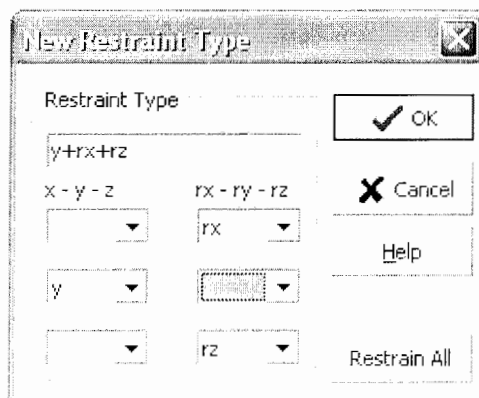 New Restraint Type
Restraint Type
OK
y+rx+rz
x - y - z
rx - ry - rz
Cancel
rx
Help
y
rz
Restrain All